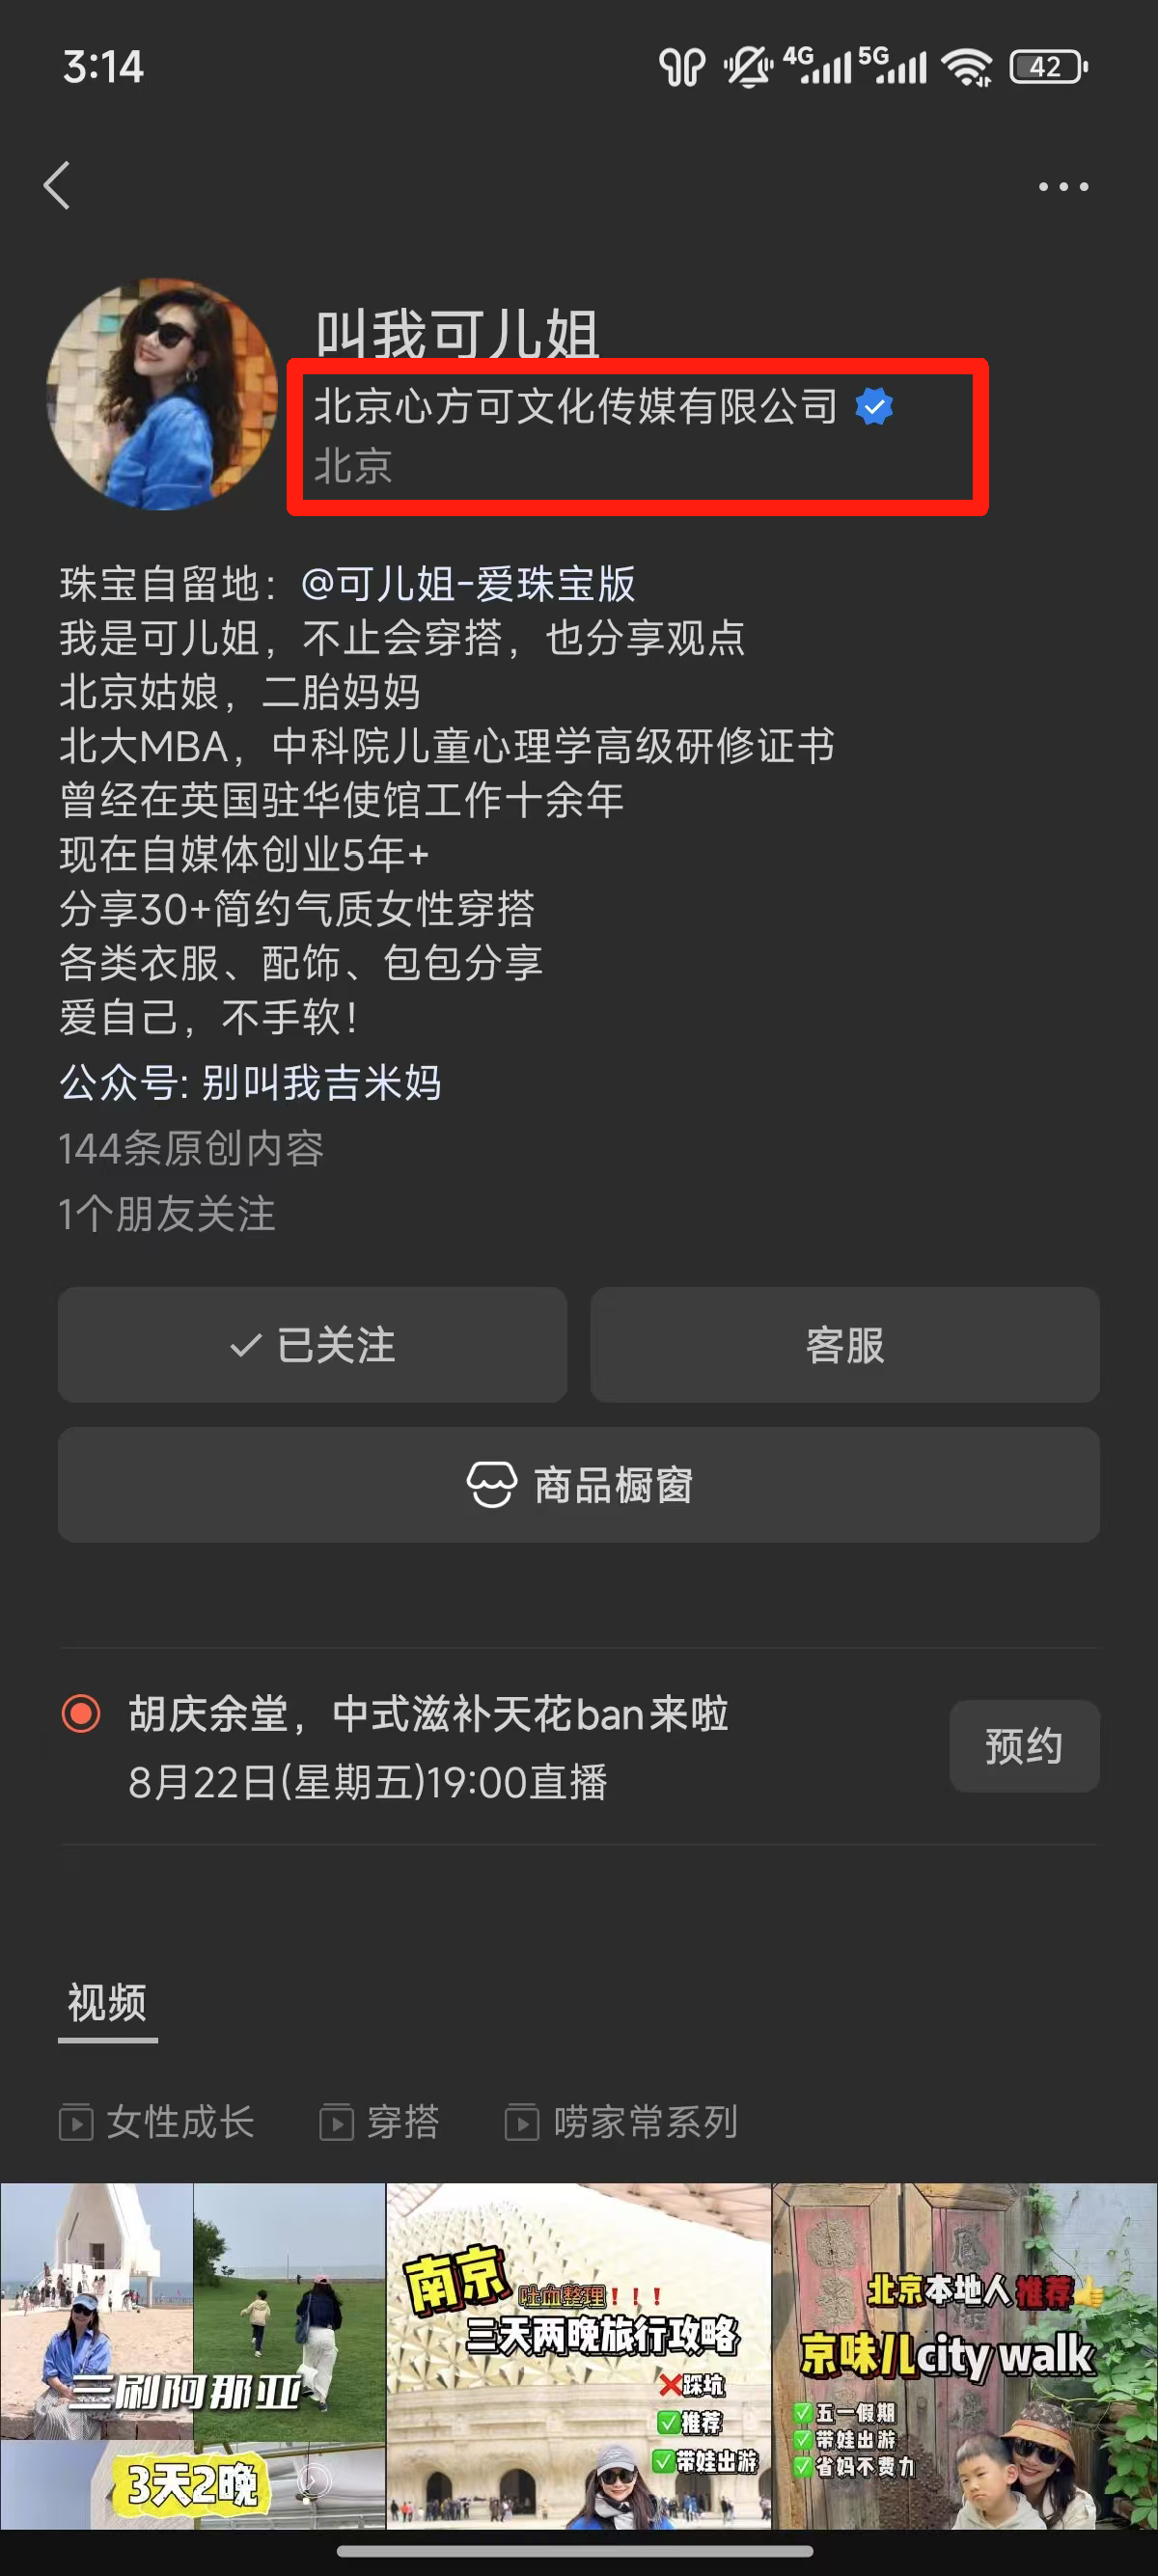 3:14
4G
5G
42
叫我可儿姐
北京心方可文化传媒有限公司
北京
珠宝自留地：@可儿姐-爱珠宝版
我是可儿姐，不止会穿搭，也分享观点
北京姑娘，二胎妈妈
北大MBA，中科院儿童心理学高级研修证书
曾经在英国驻华使馆工作十余年
现在自媒体创业5年+
分享30+简约气质女性穿搭
各类衣服、配饰、包包分享
爱自己，不手软！
公众号: 别叫我吉米妈
144条原创内容
1个朋友关注
已关注
客服
商品橱窗
胡庆余堂，中式滋补天花ban来啦
8月22日(星期五)19:00直播
预约
视频
女性成长
穿搭
唠家常系列
三刷阿那亚
3天2晚
南京
吐血整理！！！
三天两晚旅行攻略
踩坑
推荐
带娃出游
北京本地人推荐
京味儿city walk
五一假期
带娃出游
省妈不费力